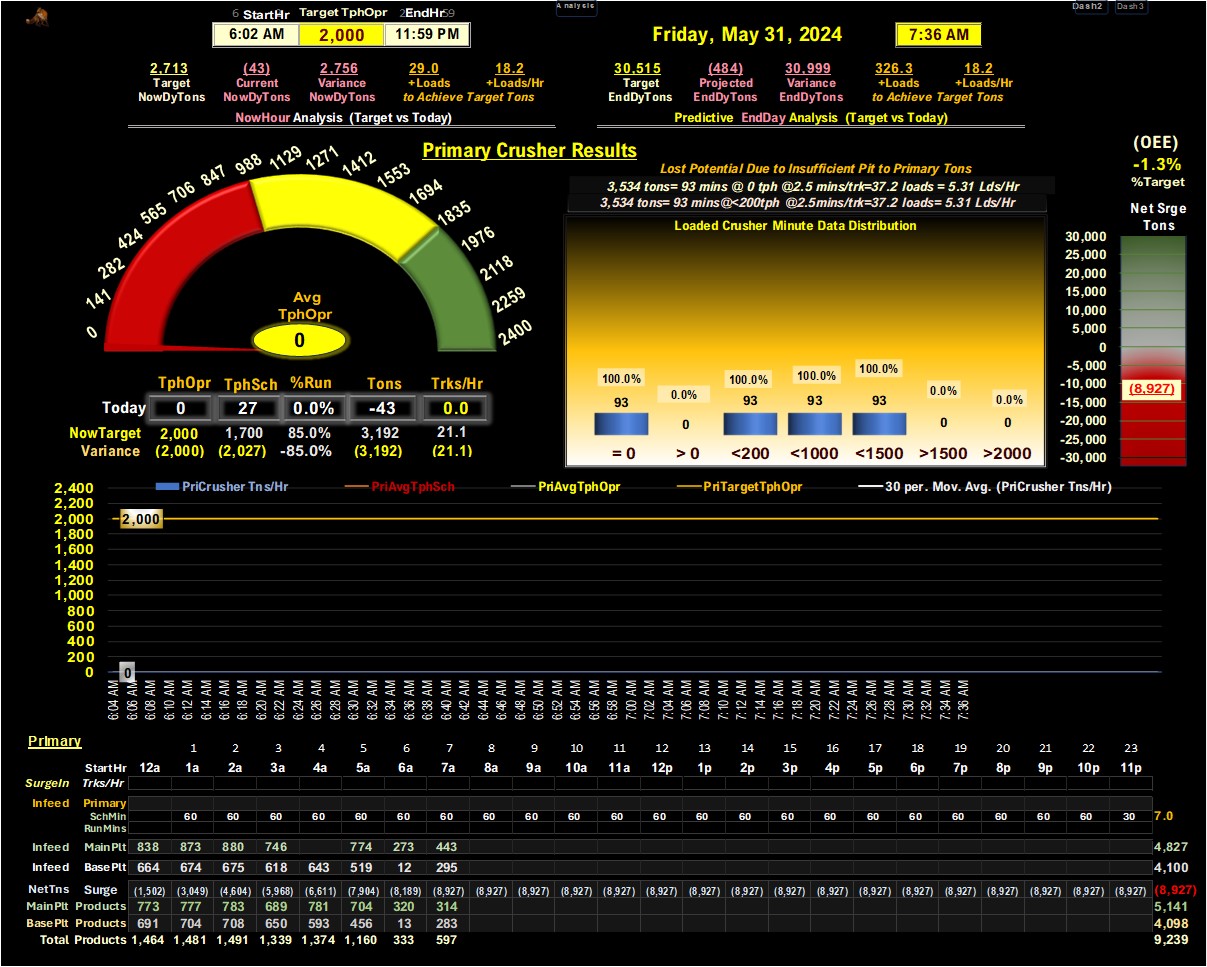 Analysis Dash2 Dash3
6 StartHr Target TphOpr 2 EndHr 59
6:02 AM 2,000 11:59 PM Friday, May 31, 2024 7:36 AM
2,713 (43) 2,756 29.0 18.2 30,515 (484) 30,999 326.3 18.2
Target Current Variance +Loads +Loads/Hr Target Projected Variance +Loads +Loads/Hr
NowDyTons NowDyTons NowDyTons to Achieve Target Tons EndDyTons EndDyTons EndDyTons to Achieve Target Tons
NowHour Analysis (Target vs Today) Predictive EndDay Analysis (Target vs Today)
Primary Crusher Results
0 141 282 424 565 706 847 988 1129 1271 1412 1553 1694 1835 1976 2118 2259 2400
Avg
TphOpr
0
TphOpr TphSch %Run Tons Trks/Hr
Today 0 27 0.0% -43 0.0
NowTarget 2,000 1,700 85.0% 3,192 21.1
Variance (2,000) (2,027) -85.0% (3,192) (21.1)
Lost Potential Due to Insufficient Pit to Primary Tons
3,534 tons= 93 mins @ 0 tph @2.5 mins/trk=37.2 loads = 5.31 Lds/Hr
3,534 tons= 93 mins@<200tph @2.5mins/trk=37.2 loads= 5.31 Lds/Hr
Loaded Crusher Minute Data Distribution
100.0% 0.0% 100.0% 100.0% 100.0% 0.0% 0.0%
93 0 93 93 93 0 0
= 0 > 0 <200 <1000 <1500 >1500 >2000
(OEE)
-1.3%
%Target
Net Srge
Tons
30,000
25,000
20,000
15,000
10,000
5,000
0
-5,000
-10,000
(8,927)
-15,000
-20,000
-25,000
-30,000
PriCrusher Tns/Hr PriAvgTphSch PriAvgTphOpr PriTargetTphOpr 30 per. Mov. Avg. (PriCrusher Tns/Hr)
2,400
2,200
2,000 2,000
1,800
1,600
1,400
1,200
1,000
800
600
400
200
0 0
6:04 AM 6:06 AM 6:08 AM 6:10 AM 6:12 AM 6:14 AM 6:16 AM 6:18 AM 6:20 AM 6:22 AM 6:24 AM 6:26 AM 6:28 AM 6:30 AM 6:32 AM 6:34 AM 6:36 AM 6:38 AM 6:40 AM 6:42 AM 6:44 AM 6:46 AM 6:48 AM 6:50 AM 6:52 AM 6:54 AM 6:56 AM 6:58 AM 7:00 AM 7:02 AM 7:04 AM 7:06 AM 7:08 AM 7:10 AM 7:12 AM 7:14 AM 7:16 AM 7:18 AM 7:20 AM 7:22 AM 7:24 AM 7:26 AM 7:28 AM 7:30 AM 7:32 AM 7:34 AM 7:36 AM
Primary
1 2 3 4 5 6 7 8 9 10 11 12 13 14 15 16 17 18 19 20 21 22 23
StartHr 12a 1a 2a 3a 4a 5a 6a 7a 8a 9a 10a 11a 12p 1p 2p 3p 4p 5p 6p 7p 8p 9p 10p 11p
SurgeIn Trks/Hr
Infeed Primary
SchMin 60 60 60 60 60 60 60 60 60 60 60 60 60 60 60 60 60 60 60 60 60 60 30 7.0
RunMins
Infeed MainPlt 838 873 880 746 774 273 443 4,827
Infeed BasePlt 664 674 675 618 643 519 12 295 4,100
NetTns Surge (1,502) (3,049) (4,604) (5,968) (6,611) (7,904) (8,189) (8,927) (8,927) (8,927) (8,927) (8,927) (8,927) (8,927) (8,927) (8,927) (8,927) (8,927) (8,927) (8,927) (8,927) (8,927) (8,927) (8,927) (8,927)
MainPlt Products 773 777 783 689 781 704 320 314 5,141
BasePlt Products 691 704 708 650 593 456 13 283 4,098
Total Products 1,464 1,481 1,491 1,339 1,374 1,160 333 597 9,239